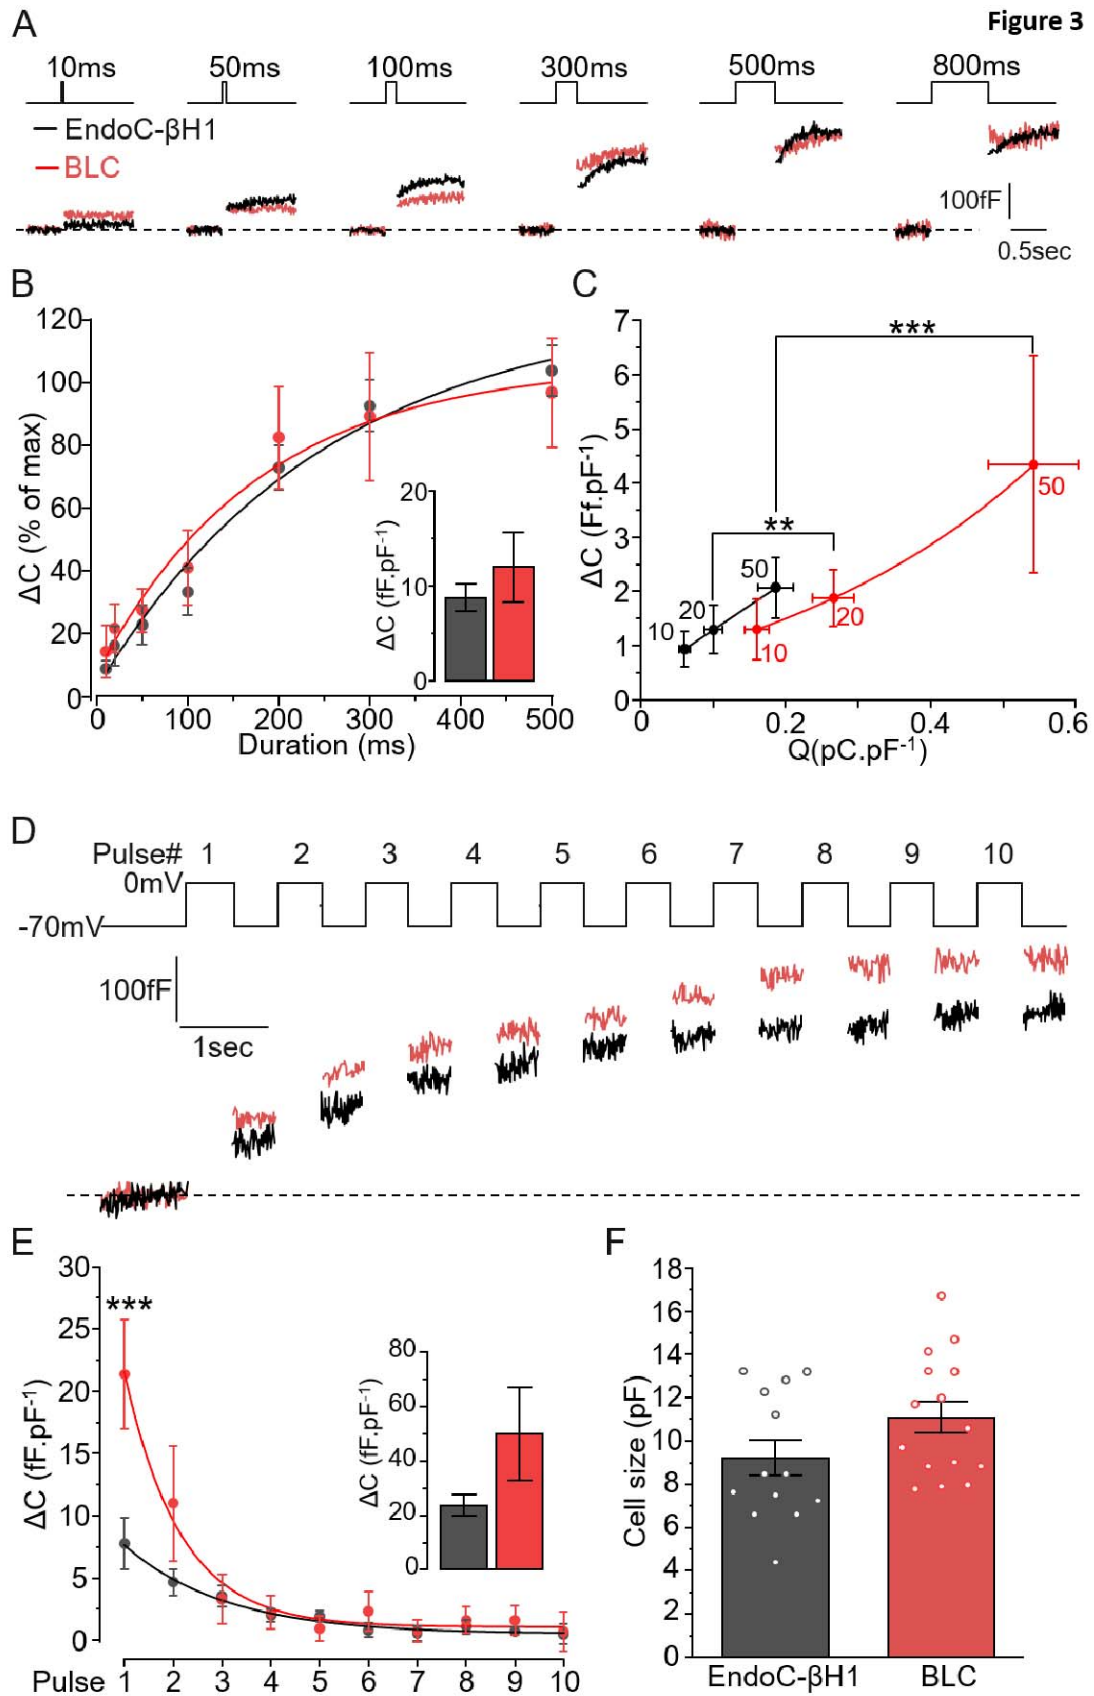 A
Figure 3
10ms 50ms 100ms 300ms 500ms 800ms
EndoC-βH1
BLC
100fF
0.5sec
B
120
100
80
60
40
20
0
ΔC (% of max)
0 100 200 300 400 500
Duration (ms)
20
10
0
ΔC (fF.pF⁻¹)
C
7
6
5
4
3
2
1
0
ΔC (Ff.pF⁻¹)
***
**
10 20 50
10 20 50
0 0.2 0.4 0.6
Q(pC.pF⁻¹)
D
Pulse# 1 2 3 4 5 6 7 8 9 10
0mV
-70mV
100fF
1sec
E
30
25
20
15
10
5
0
ΔC (fF.pF⁻¹)
***
80
60
40
20
0
ΔC (fF.pF⁻¹)
Pulse 1 2 3 4 5 6 7 8 9 10
F
18
16
14
12
10
8
6
4
2
0
Cell size (pF)
EndoC-βH1 BLC